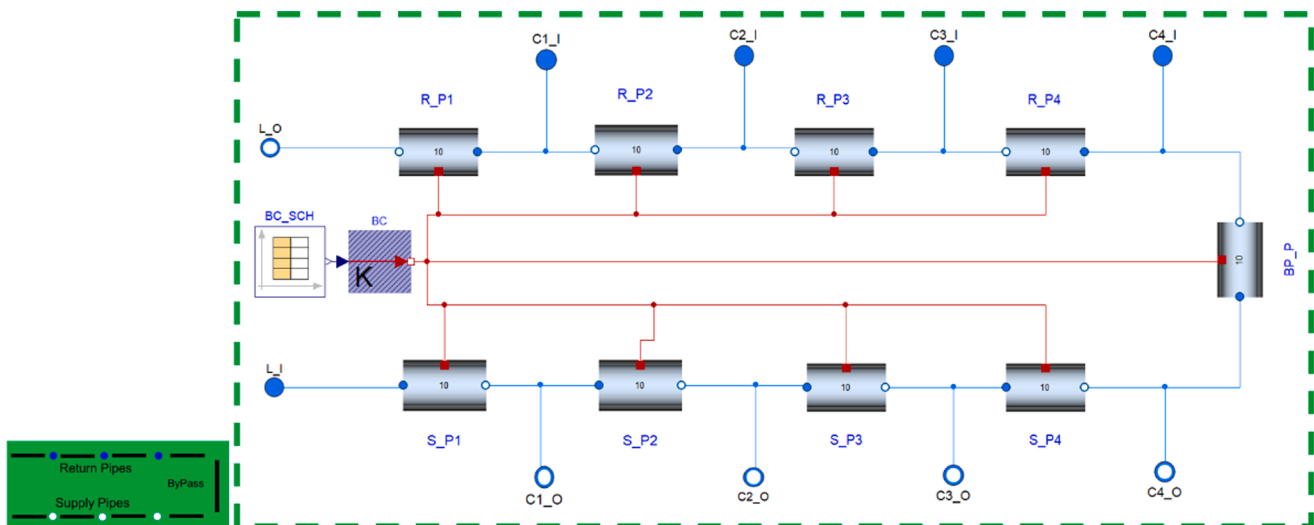 C1_I
C2_I
C3_I
C4_I
R_P1
R_P2
R_P3
R_P4
L_O
10
10
10
10
BC_SCH
BC
K
10
BP_P
L_I
10
10
10
10
S_P1
S_P2
S_P3
S_P4
C1_O
C2_O
C3_O
C4_O
Return Pipes
ByPass
Supply Pipes